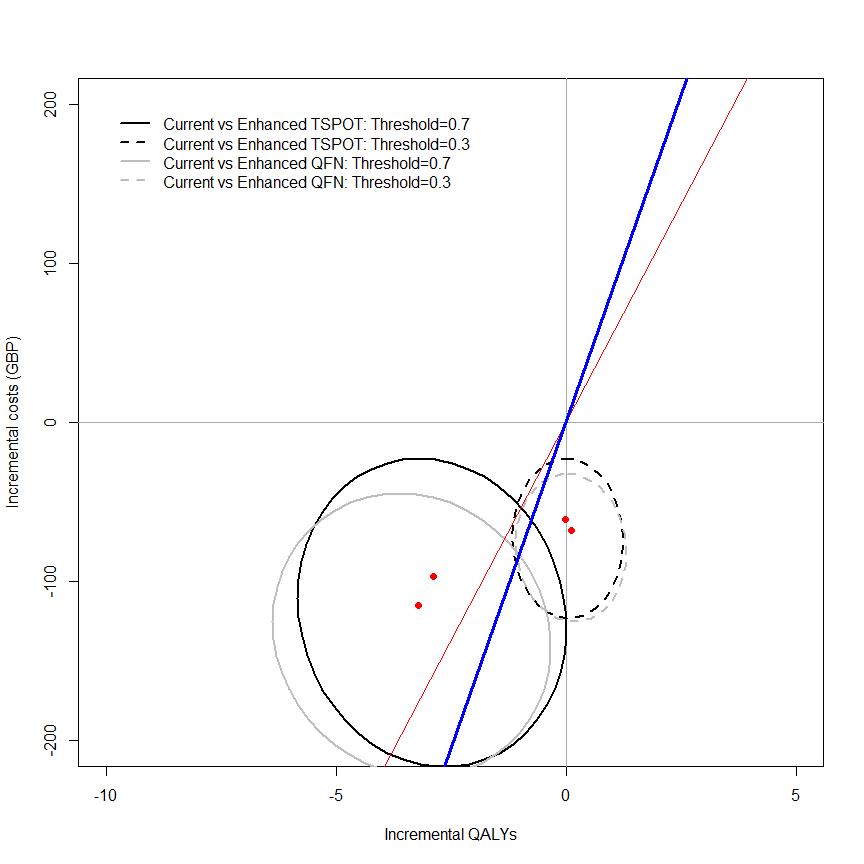 Current vs Enhanced TSPOT: Threshold=0.7
Current vs Enhanced TSPOT: Threshold=0.3
Current vs Enhanced QFN: Threshold=0.7
Current vs Enhanced QFN: Threshold=0.3
Incremental costs (GBP)
200
100
0
-100
-200
-10
-5
0
5
Incremental QALYs